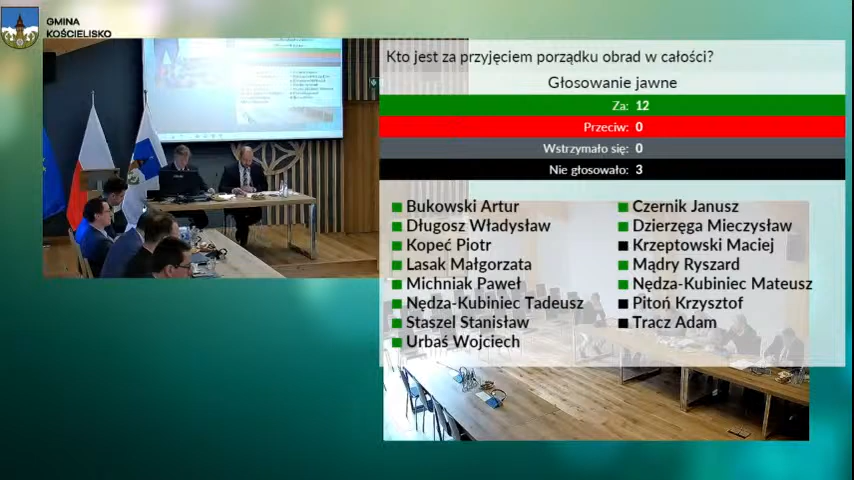 GMINA
KOŚCIELISKO
Kto jest za przyjęciem porządku obrad w całości?
Głosowanie jawne
Za: 12
Przeciw: 0
Wstrzymało się: 0
Nie głosowało: 3
Bukowski Artur
Długosz Władysław
Kopeć Piotr
Lasak Małgorzata
Michniak Paweł
Nędza-Kubiniec Tadeusz
Staszel Stanisław
Urbaś Wojciech
Czernik Janusz
Dzierzęga Mieczysław
Krzeptowski Maciej
Mądry Ryszard
Nędza-Kubiniec Mateusz
Pitoń Krzysztof
Tracz Adam